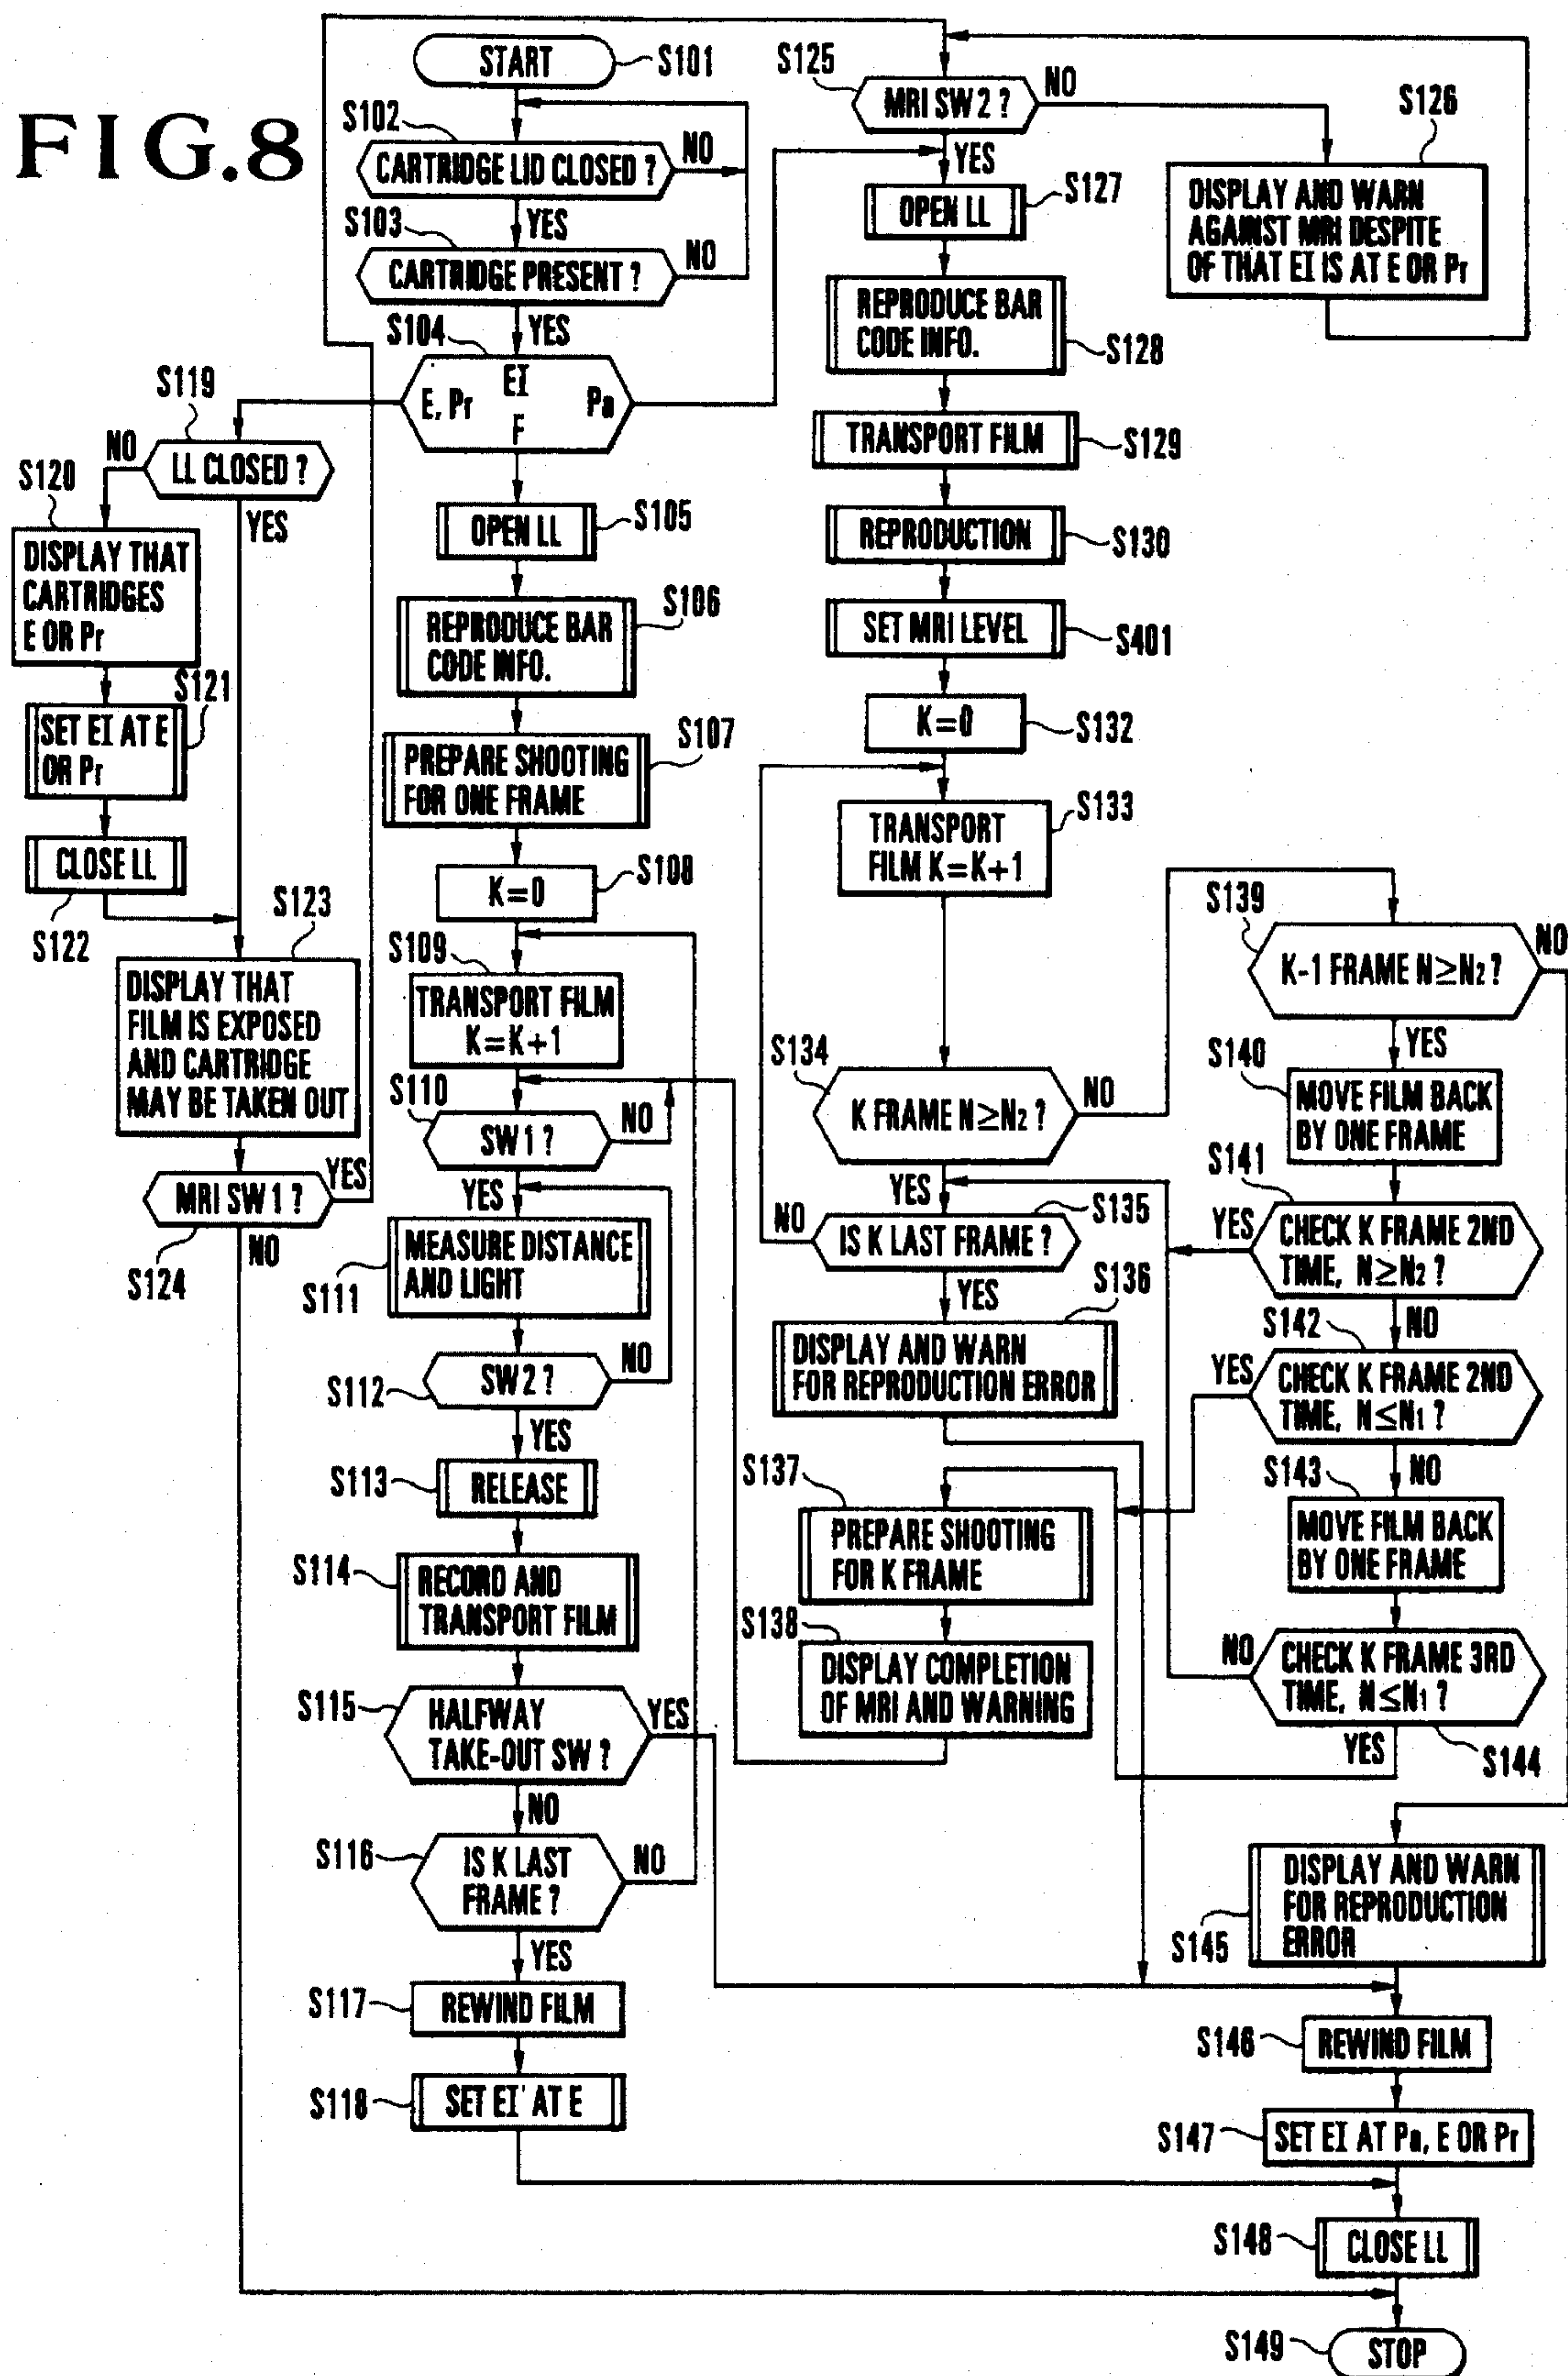 FIG.8
START
S101
S102
CARTRIDGE LID CLOSED ?
NO
YES
S103
CARTRIDGE PRESENT ?
NO
YES
S104
EI
E, Pr
Pa
F
S105
OPEN LL
S106
REPRODUCE BAR
CODE INFO.
S107
PREPARE SHOOTING
FOR ONE FRAME
S108
K=0
S109
TRANSPORT FILM
K=K+1
S110
SW1 ?
NO
YES
MEASURE DISTANCE
AND LIGHT
S111
SW2 ?
NO
S112
YES
S113
RELEASE
S114
RECORD AND
TRANSPORT FILM
S115
HALFWAY
TAKE-OUT SW ?
YES
NO
S116
IS K LAST
FRAME ?
NO
YES
S117
REWIND FILM
S118
SET EI' AT E
S119
LL CLOSED ?
NO
YES
S120
DISPLAY THAT
CARTRIDGES
E OR Pr
S121
SET EI AT E
OR Pr
CLOSE LL
S122
S123
DISPLAY THAT
FILM IS EXPOSED
AND CARTRIDGE
MAY BE TAKEN OUT
MRI SW1 ?
YES
NO
S124
S125
MRI SW2 ?
NO
YES
S126
DISPLAY AND WARN
AGAINST MRI DESPITE
OF THAT EI IS AT E OR Pr
S127
OPEN LL
REPRODUCE BAR
CODE INFO.
S128
TRANSPORT FILM
S129
REPRODUCTION
S130
SET MRI LEVEL
S401
K=0
S132
S133
TRANSPORT
FILM K=K+1
S134
K FRAME N≥N2 ?
NO
YES
S135
IS K LAST FRAME ?
NO
YES
S136
DISPLAY AND WARN
FOR REPRODUCTION ERROR
S137
PREPARE SHOOTING
FOR K FRAME
S138
DISPLAY COMPLETION
OF MRI AND WARNING
S139
K-1 FRAME N≥N2 ?
NO
YES
S140
MOVE FILM BACK
BY ONE FRAME
S141
CHECK K FRAME 2ND
TIME, N≥N2 ?
YES
NO
S142
CHECK K FRAME 2ND
TIME, N≤N1 ?
YES
NO
S143
MOVE FILM BACK
BY ONE FRAME
CHECK K FRAME 3RD
TIME, N≤N1 ?
NO
YES
S144
DISPLAY AND WARN
FOR REPRODUCTION
ERROR
S145
S146
REWIND FILM
S147
SET EI AT Pa, E OR Pr
S148
CLOSE LL
S149
STOP